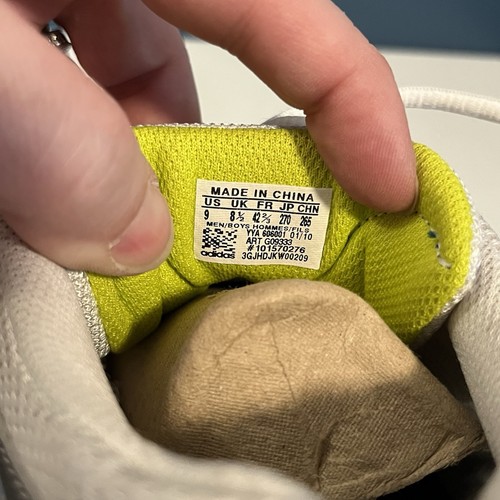 MADE IN CHINA
US UK FR JP CHN
9 8½ 42⅔ 270 265
MEN/BOYS HOMMES/FILS
YYA 606001 01/10
ART G09333
# 101570276
adidas 3GJHDJKW00209